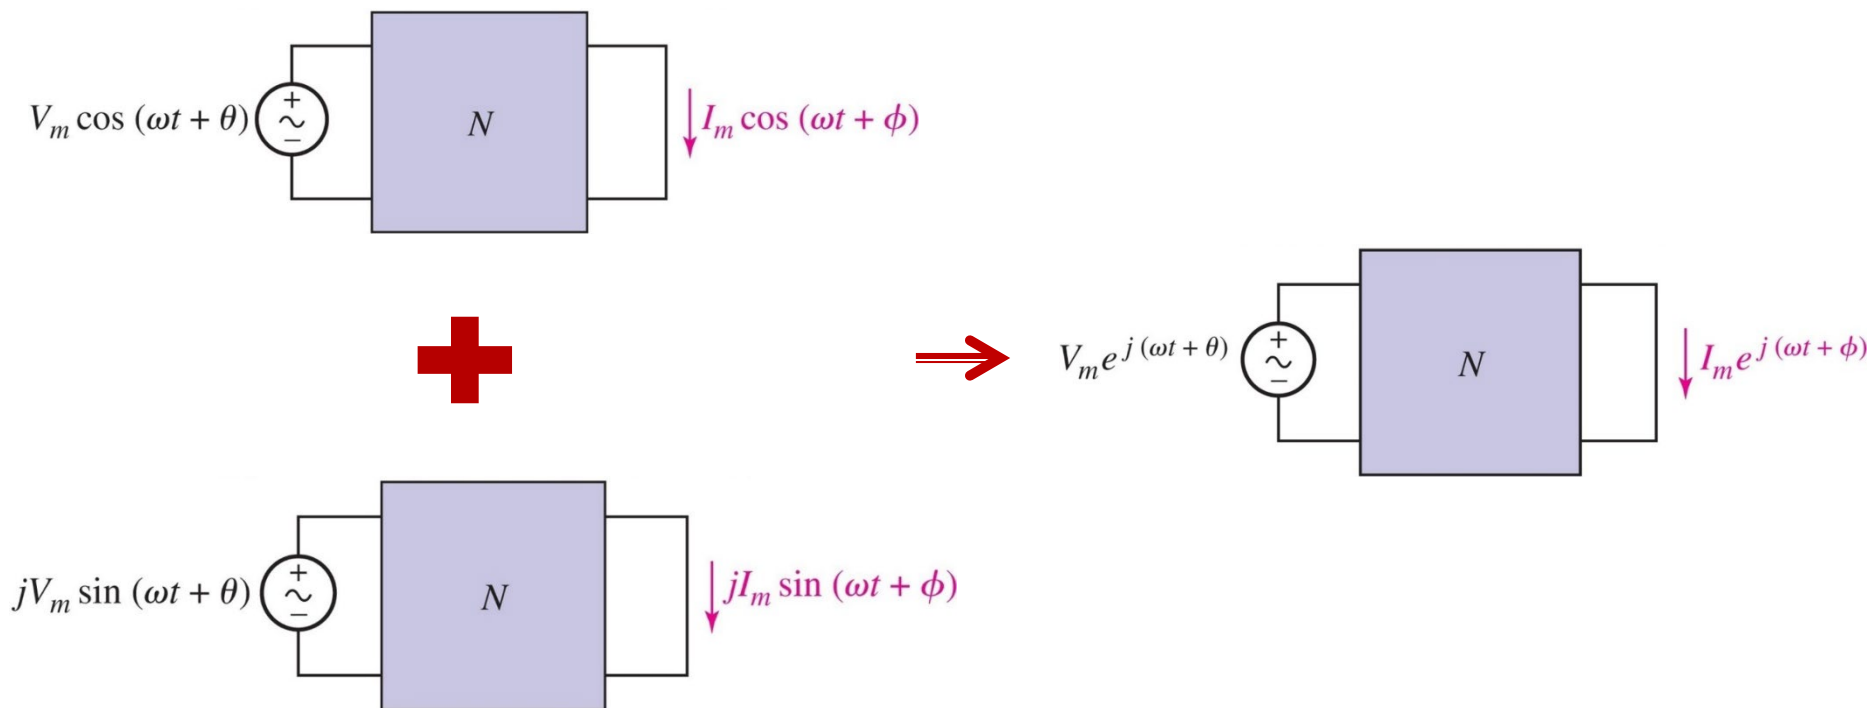 V_m cos (ωt + θ)
+
~
−
N
I_m cos (ωt + ϕ)
jV_m sin (ωt + θ)
+
~
−
N
jI_m sin (ωt + ϕ)
V_m e^{j (ωt + θ)}
+
~
−
N
I_m e^{j (ωt + ϕ)}